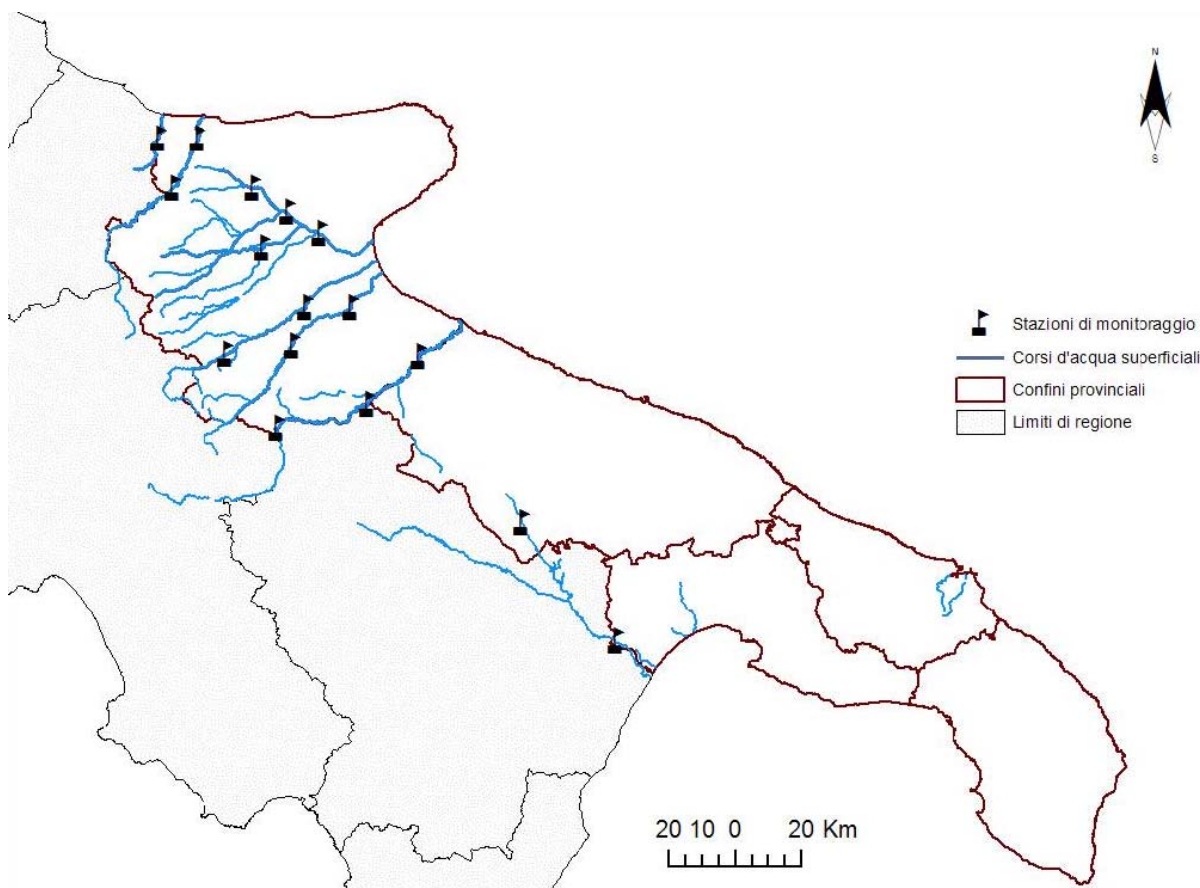 N
S
Stazioni di monitoraggio
Corsi d'acqua superficiali
Confini provinciali
Limiti di regione
20 10 0 20 Km